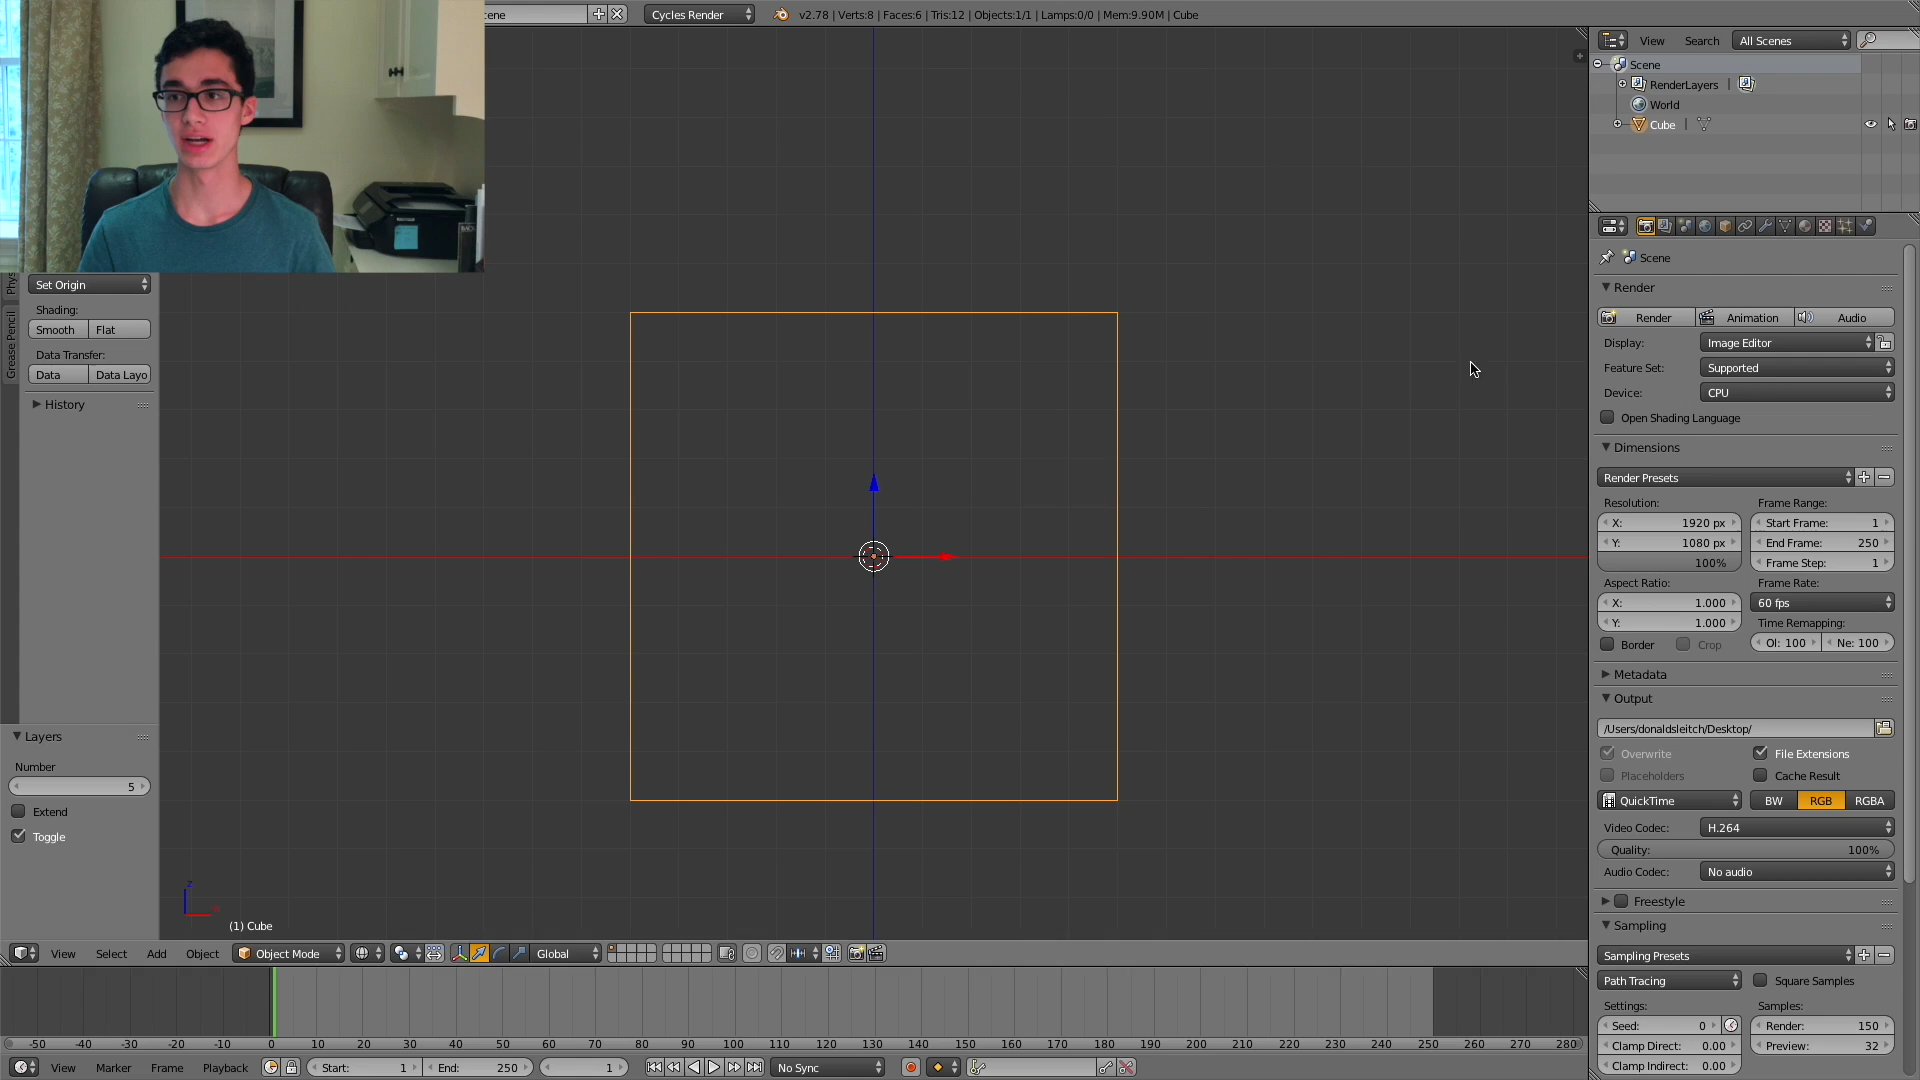 cene
Cycles Render
v2.78 | Verts:8 | Faces:6 | Tris:12 | Objects:1/1 | Lamps:0/0 | Mem:9.90M | Cube
View Search All Scenes
Scene
RenderLayers |
World
Cube |
Scene
Render
Render Animation Audio
Display: Image Editor
Feature Set: Supported
Device: CPU
Open Shading Language
Dimensions
Render Presets
Resolution: Frame Range:
X: 1920 px Start Frame: 1
Y: 1080 px End Frame: 250
100% Frame Step: 1
Aspect Ratio: Frame Rate:
X: 1.000 60 fps
Y: 1.000 Time Remapping:
Border Crop Ol: 100 Ne: 100
Metadata
Output
/Users/donaldsleitch/Desktop/
Overwrite File Extensions
Placeholders Cache Result
QuickTime BW RGB RGBA
Video Codec: H.264
Quality: 100%
Audio Codec: No audio
Freestyle
Sampling
Sampling Presets
Path Tracing Square Samples
Settings: Samples:
Seed: 0 Render: 150
Clamp Direct: 0.00 Preview: 32
Clamp Indirect: 0.00
Phys
Grease Pencil
Set Origin
Shading:
Smooth Flat
Data Transfer:
Data Data Layo
History
Layers
Number
5
Extend
Toggle
z
(1) Cube
View Select Add Object Object Mode Global
-50 -40 -30 -20 -10 0 10 20 30 40 50 60 70 80 90 100 110 120 130 140 150 160 170 180 190 200 210 220 230 240 250 260 270 280
View Marker Frame Playback Start: 1 End: 250 1 No Sync